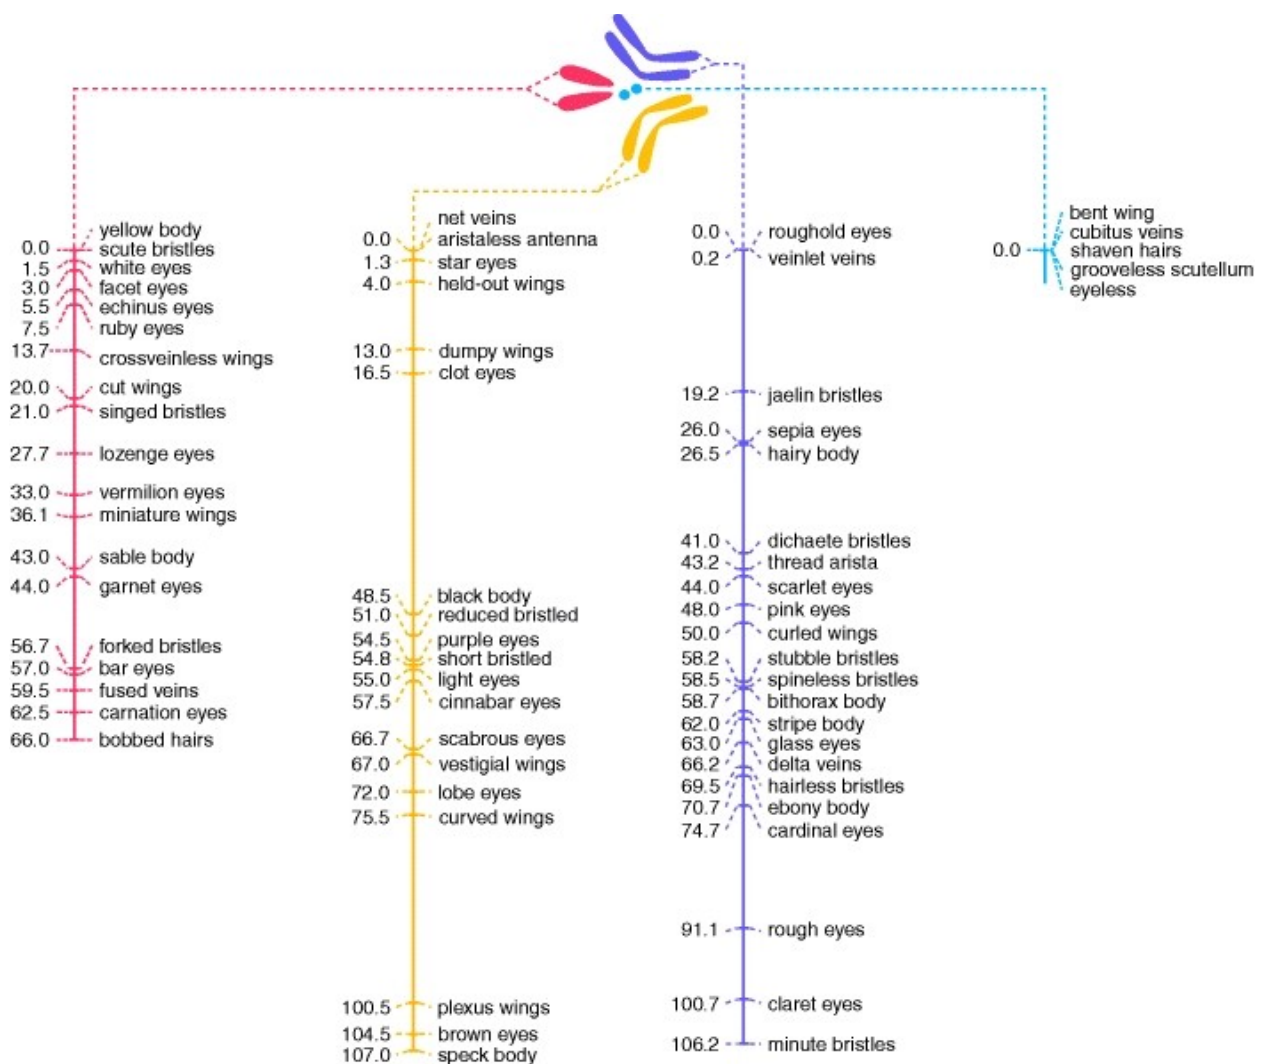 yellow body
0.0 scute bristles
1.5 white eyes
3.0 facet eyes
5.5 echinus eyes
7.5 ruby eyes
13.7 crossveinless wings
20.0 cut wings
21.0 singed bristles
27.7 lozenge eyes
33.0 vermilion eyes
36.1 miniature wings
43.0 sable body
44.0 garnet eyes
56.7 forked bristles
57.0 bar eyes
59.5 fused veins
62.5 carnation eyes
66.0 bobbed hairs
net veins
0.0 aristaless antenna
1.3 star eyes
4.0 held-out wings
13.0 dumpy wings
16.5 clot eyes
48.5 black body
51.0 reduced bristled
54.5 purple eyes
54.8 short bristled
55.0 light eyes
57.5 cinnabar eyes
66.7 scabrous eyes
67.0 vestigial wings
72.0 lobe eyes
75.5 curved wings
100.5 plexus wings
104.5 brown eyes
107.0 speck body
0.0 roughold eyes
0.2 veinlet veins
19.2 jaelin bristles
26.0 sepia eyes
26.5 hairy body
41.0 dichaete bristles
43.2 thread arista
44.0 scarlet eyes
48.0 pink eyes
50.0 curled wings
58.2 stubble bristles
58.5 spineless bristles
58.7 bithorax body
62.0 stripe body
63.0 glass eyes
66.2 delta veins
69.5 hairless bristles
70.7 ebony body
74.7 cardinal eyes
91.1 rough eyes
100.7 claret eyes
106.2 minute bristles
bent wing
cubitus veins
0.0 shaven hairs
grooveless scutellum
eyeless